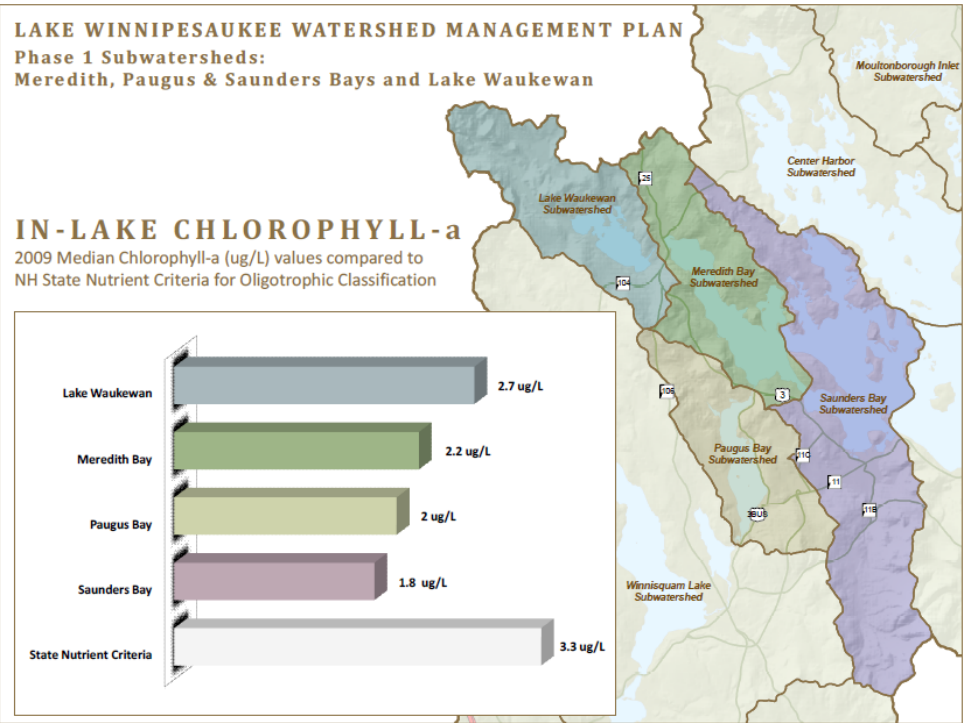 LAKE WINNIPESAUKEE WATERSHED MANAGEMENT PLAN
Phase 1 Subwatersheds:
Meredith, Paugus & Saunders Bays and Lake Waukewan
Moultonborough Inlet
Subwatershed
Center Harbor
Subwatershed
25
Lake Waukewan
Subwatershed
IN-LAKE CHLOROPHYLL-a
2009 Median Chlorophyll-a (ug/L) values compared to
NH State Nutrient Criteria for Oligotrophic Classification
Meredith Bay
Subwatershed
104
Lake Waukewan
2.7 ug/L
Meredith Bay
2.2 ug/L
Paugus Bay
2 ug/L
Saunders Bay
1.8 ug/L
State Nutrient Criteria
3.3 ug/L
106
3
Saunders Bay
Subwatershed
Paugus Bay
Subwatershed
11C
11
3BUS
11B
Winnisquam Lake
Subwatershed